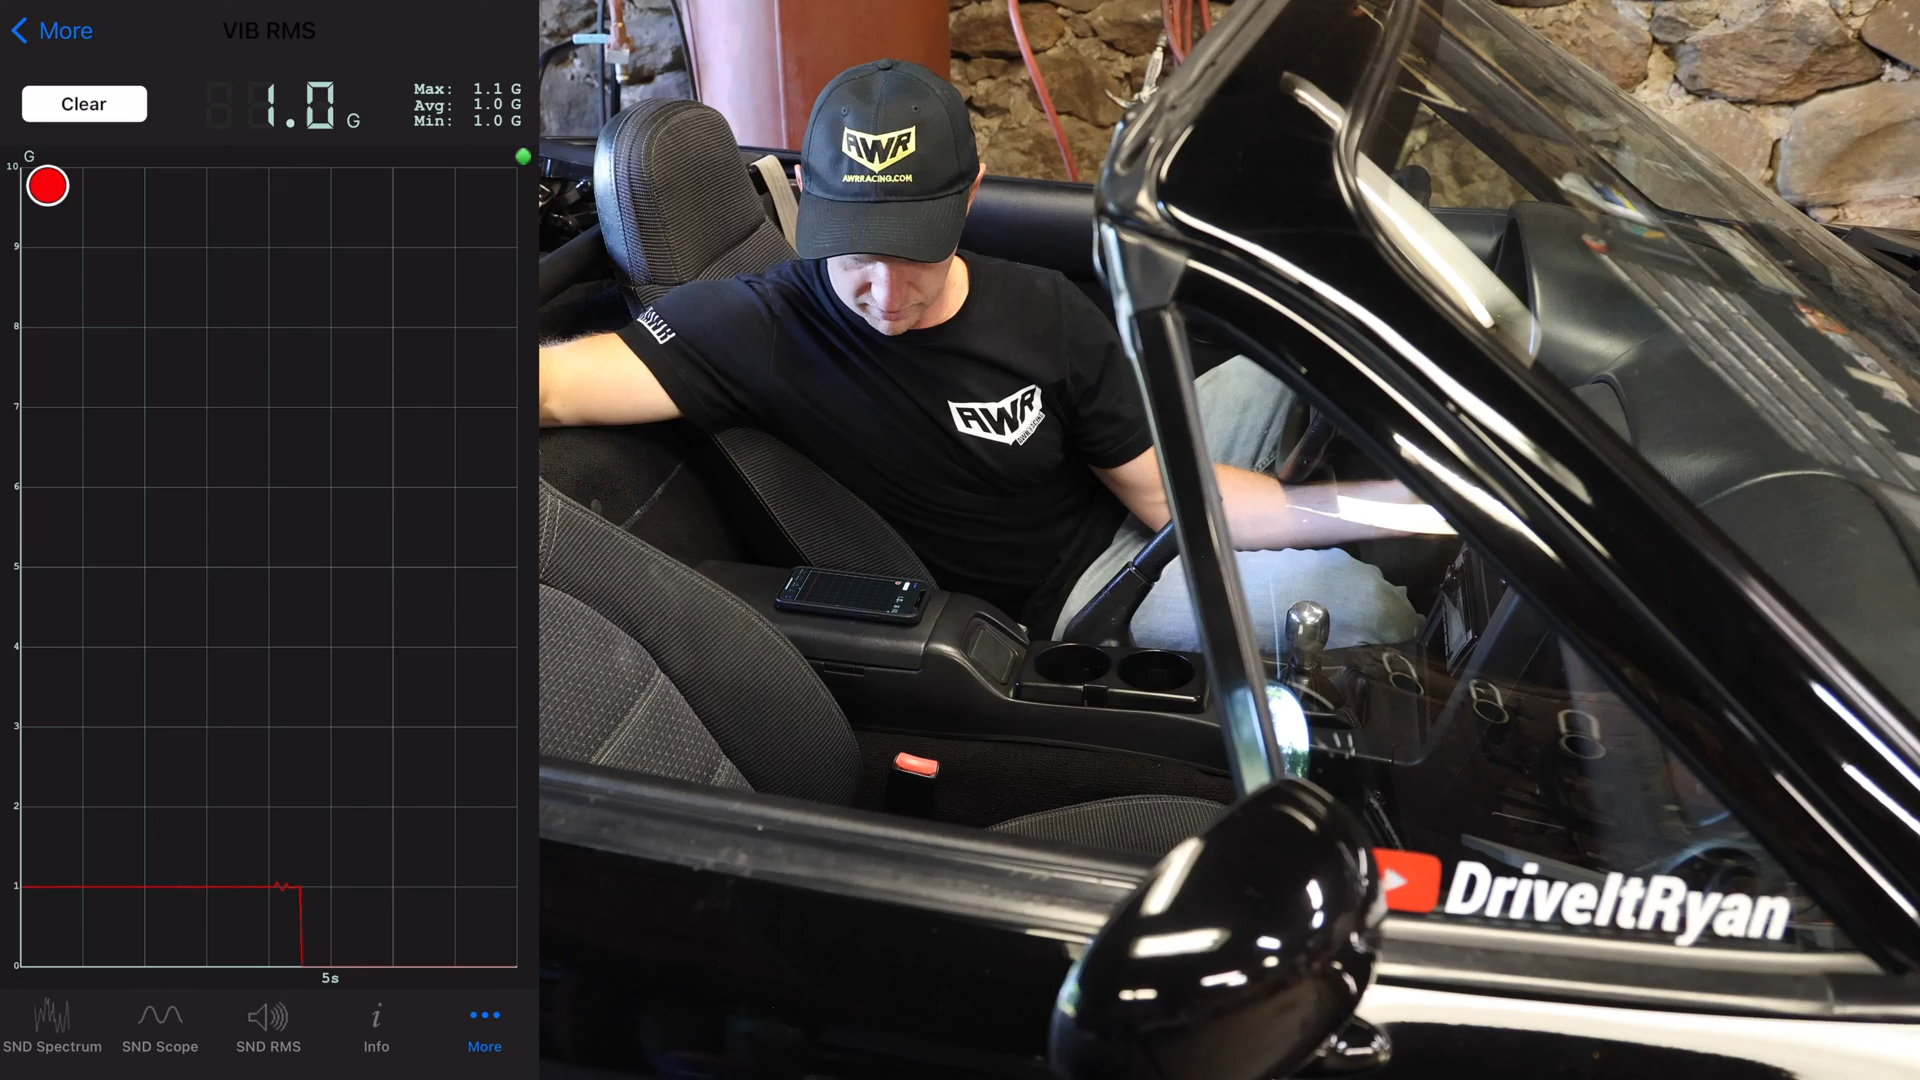 More
VIB RMS
Clear
1.0 G
Max: 1.1 G
Avg: 1.0 G
Min: 1.0 G
G
10
9
8
7
6
5
4
3
2
1
0
5s
SND Spectrum
SND Scope
SND RMS
Info
More
AWR
AWRRACING.COM
AWR
AWR
DriveItRyan